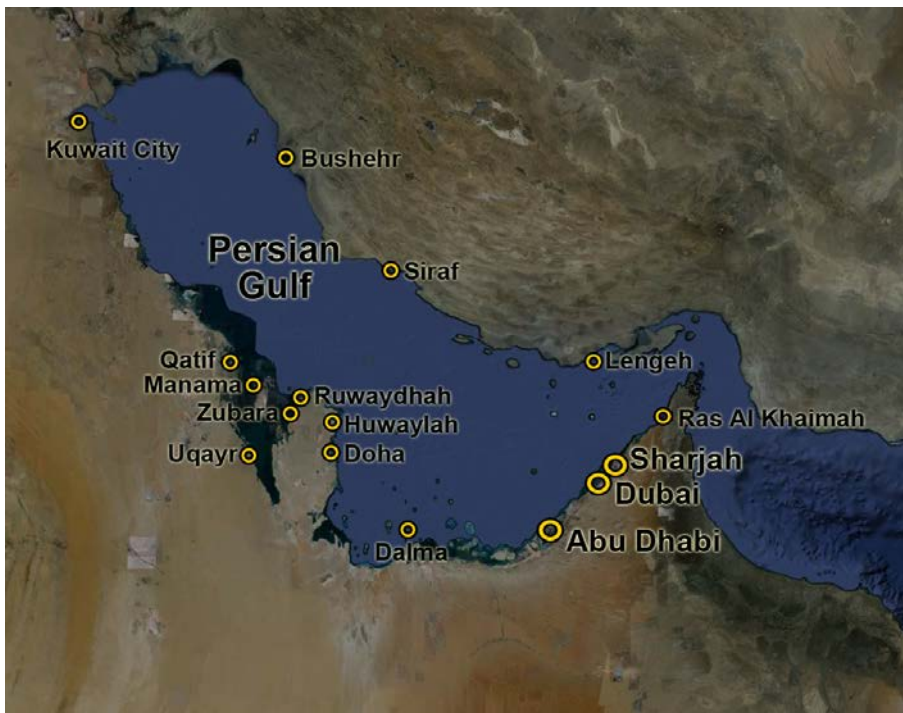 Kuwait City
Bushehr
Persian
Gulf
Siraf
Qatif
Lengeh
Manama
Ruwaydhah
Zubara
Huwaylah
Ras Al Khaimah
Uqayr
Doha
Sharjah
Dubai
Abu Dhabi
Dalma